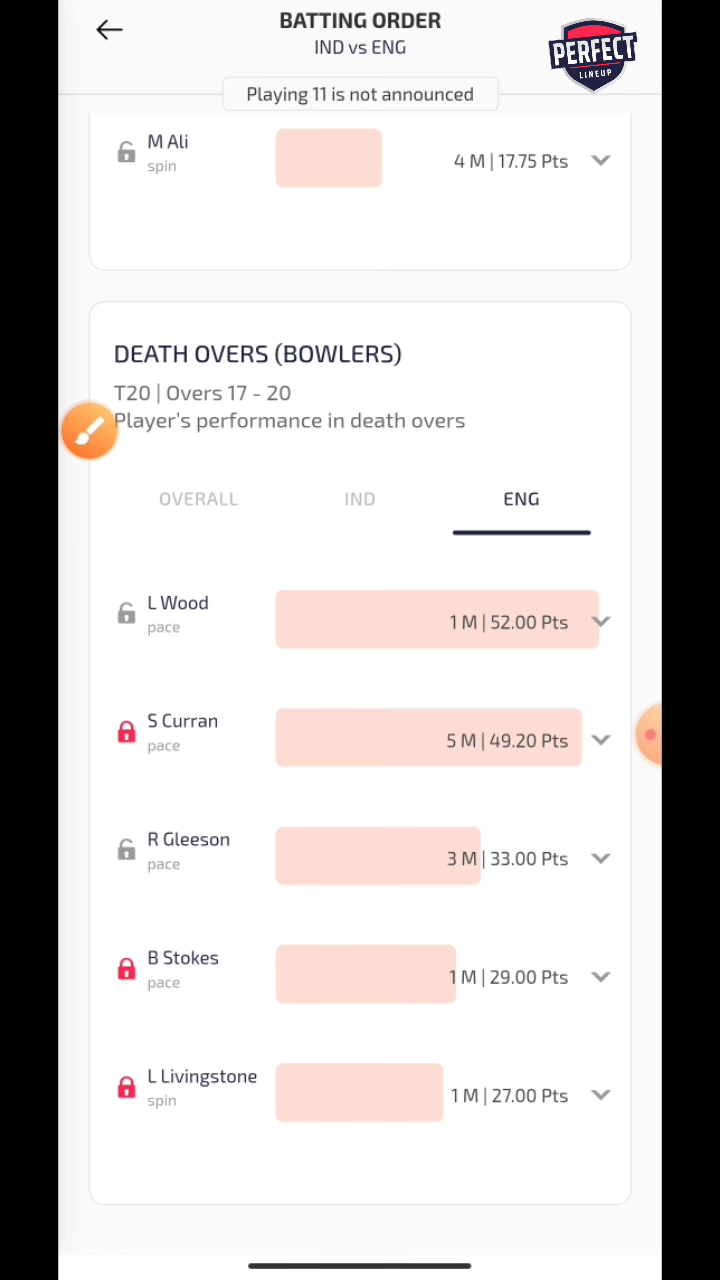 BATTING ORDER
IND vs ENG
PERFECT
LINEUP
Playing 11 is not announced
M Ali
spin
4 M | 17.75 Pts
DEATH OVERS (BOWLERS)
T20 | Overs 17 - 20
Player's performance in death overs
OVERALL IND ENG
L Wood
pace
1 M | 52.00 Pts
S Curran
pace
5 M | 49.20 Pts
R Gleeson
pace
3 M | 33.00 Pts
B Stokes
pace
1 M | 29.00 Pts
L Livingstone
spin
1 M | 27.00 Pts